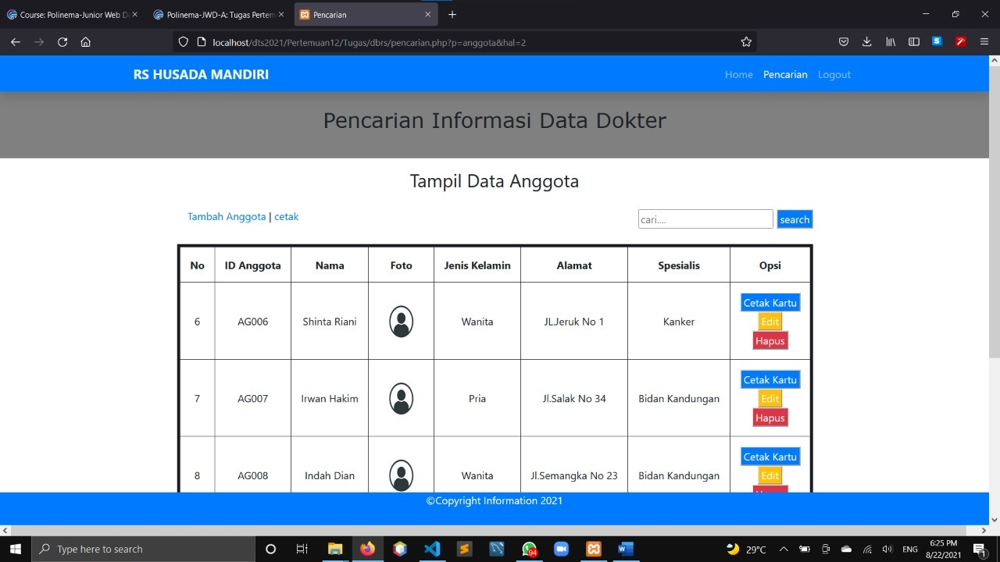 Course: Polinema-Junior Web D
Polinema-JWD-A: Tugas Pertem
Pencarian
localhost/dts2021/Pertemuan12/Tugas/dbrs/pencarian.php?p=anggota&hal=2
RS HUSADA MANDIRI
Home Pencarian Logout
Pencarian Informasi Data Dokter
Tampil Data Anggota
Tambah Anggota | cetak
cari.... search
No ID Anggota Nama Foto Jenis Kelamin Alamat Spesialis Opsi
Cetak Kartu
6 AG006 Shinta Riani Wanita JL.Jeruk No 1 Kanker Edit
Hapus
Cetak Kartu
7 AG007 Irwan Hakim Pria Jl.Salak No 34 Bidan Kandungan Edit
Hapus
Cetak Kartu
8 AG008 Indah Dian Wanita Jl.Semangka No 23 Bidan Kandungan Edit
©Copyright Information 2021
Type here to search
94
29°C
ENG
6:25 PM
8/22/2021
1